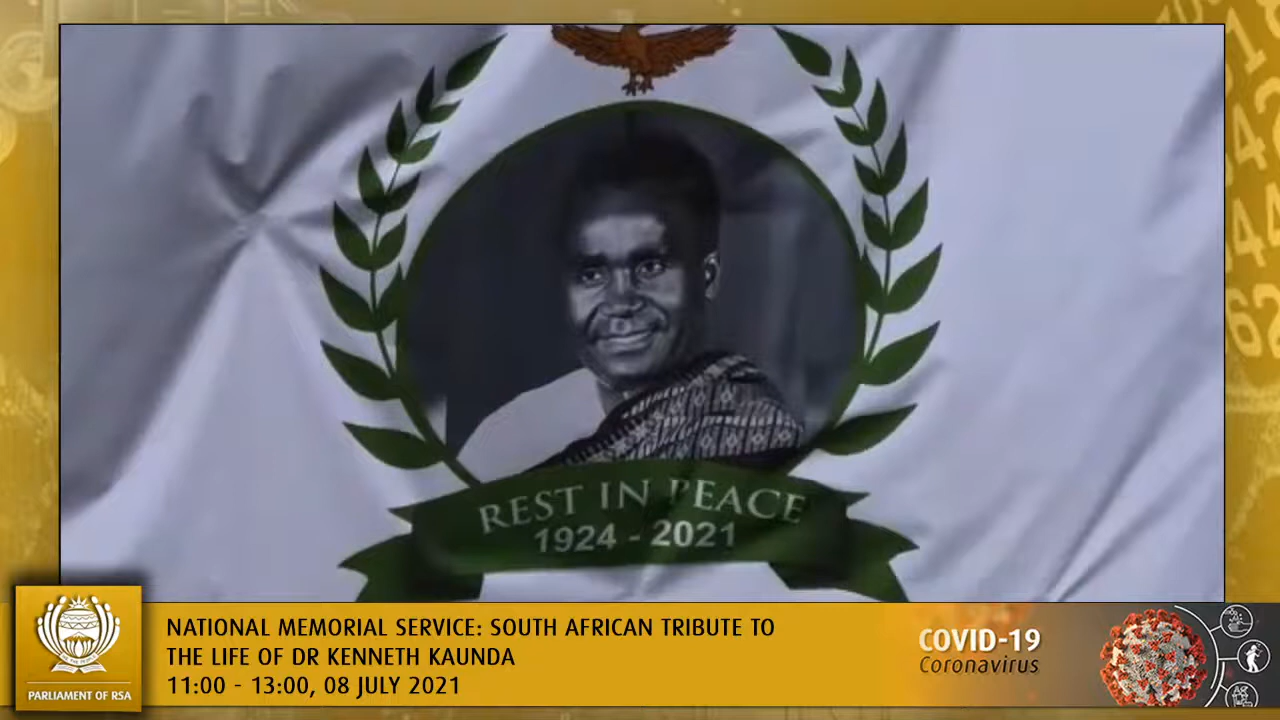 REST IN PEACE
1924 - 2021
NATIONAL MEMORIAL SERVICE: SOUTH AFRICAN TRIBUTE TO
THE LIFE OF DR KENNETH KAUNDA
11:00 - 13:00, 08 JULY 2021
PARLIAMENT OF RSA
COVID-19
Coronavirus